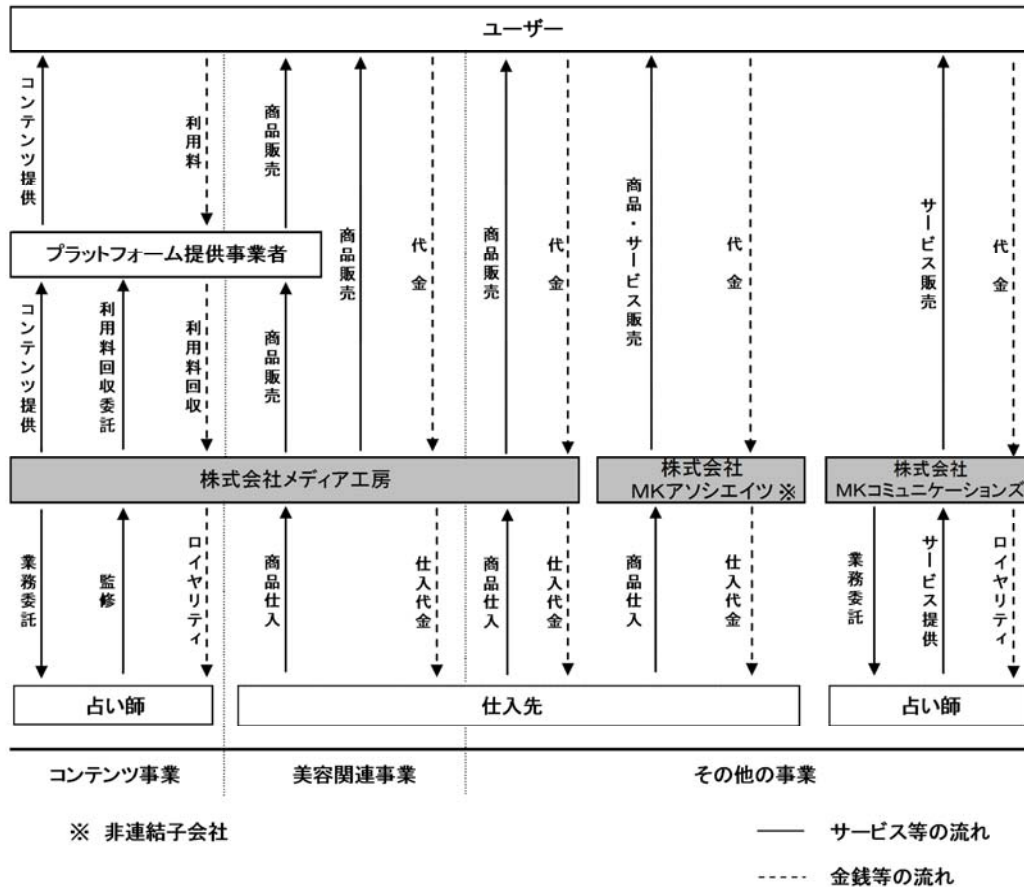 ユーザー
コンテンツ提供
利用料
商品販売
商品販売
代金
商品販売
代金
商品・サービス販売
代金
サービス販売
代金
プラットフォーム提供事業者
コンテンツ提供
利用料回収委託
利用料回収
商品販売
株式会社メディア工房
株式会社
MKアソシエイツ ※
株式会社
MKコミュニケーションズ
業務委託
監修
ロイヤリティ
商品仕入
仕入代金
商品仕入
仕入代金
商品仕入
仕入代金
業務委託
サービス提供
ロイヤリティ
占い師
仕入先
占い師
コンテンツ事業
美容関連事業
その他の事業
※ 非連結子会社
サービス等の流れ
金銭等の流れ